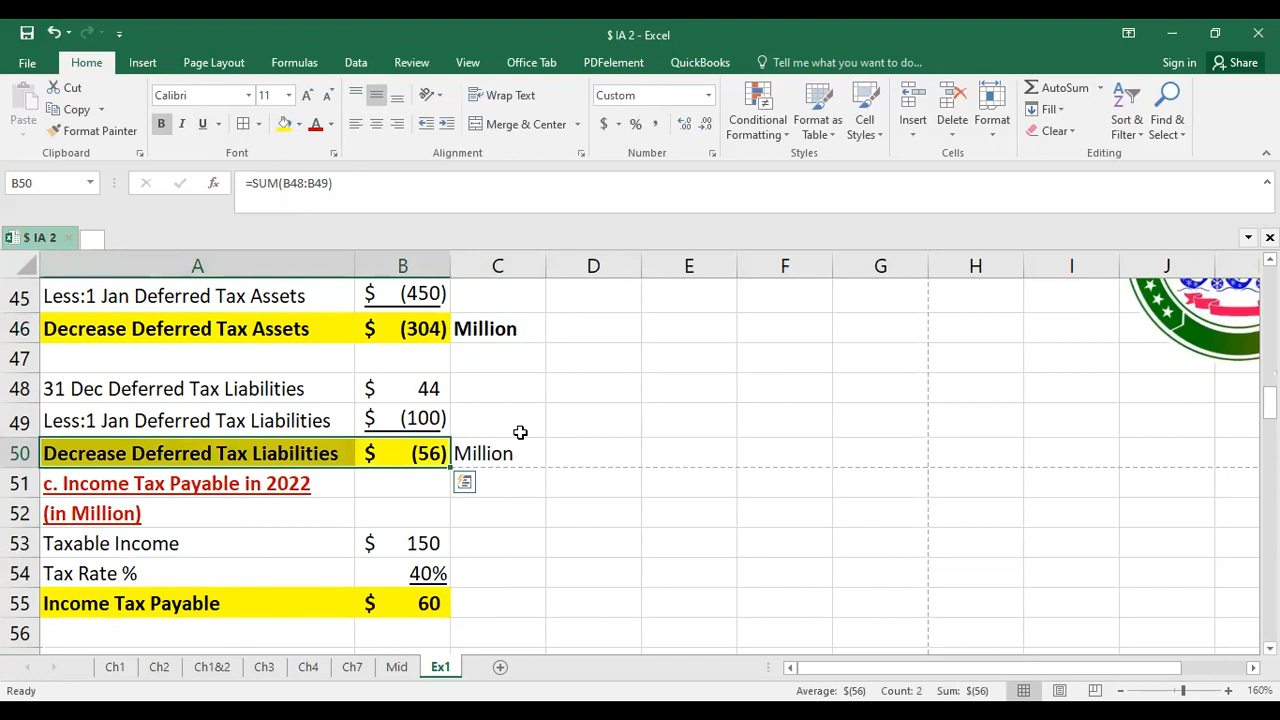 $ IA 2 - Excel
File Home Insert Page Layout Formulas Data Review View Office Tab PDFelement QuickBooks Tell me what you want to do... Sign in Share
Paste
Cut
Copy
Format Painter
Clipboard
Calibri 11
B I U
Font
Wrap Text
Merge & Center
Alignment
Custom
$ % ,
Number
Conditional Formatting
Format as Table
Cell Styles
Styles
Insert
Delete
Format
Cells
AutoSum
Fill
Clear
Sort & Filter
Find & Select
Editing
B50 fx =SUM(B48:B49)
$ IA 2
A B C D E F G H I J
45 Less:1 Jan Deferred Tax Assets $ (450)
46 Decrease Deferred Tax Assets $ (304) Million
47
48 31 Dec Deferred Tax Liabilities $ 44
49 Less:1 Jan Deferred Tax Liabilities $ (100)
50 Decrease Deferred Tax Liabilities $ (56) Million
51 c. Income Tax Payable in 2022
52 (in Million)
53 Taxable Income $ 150
54 Tax Rate % 40%
55 Income Tax Payable $ 60
56
Ch1 Ch2 Ch1&2 Ch3 Ch4 Ch7 Mid Ex1
Ready Average: $(56) Count: 2 Sum: $(56) 160%